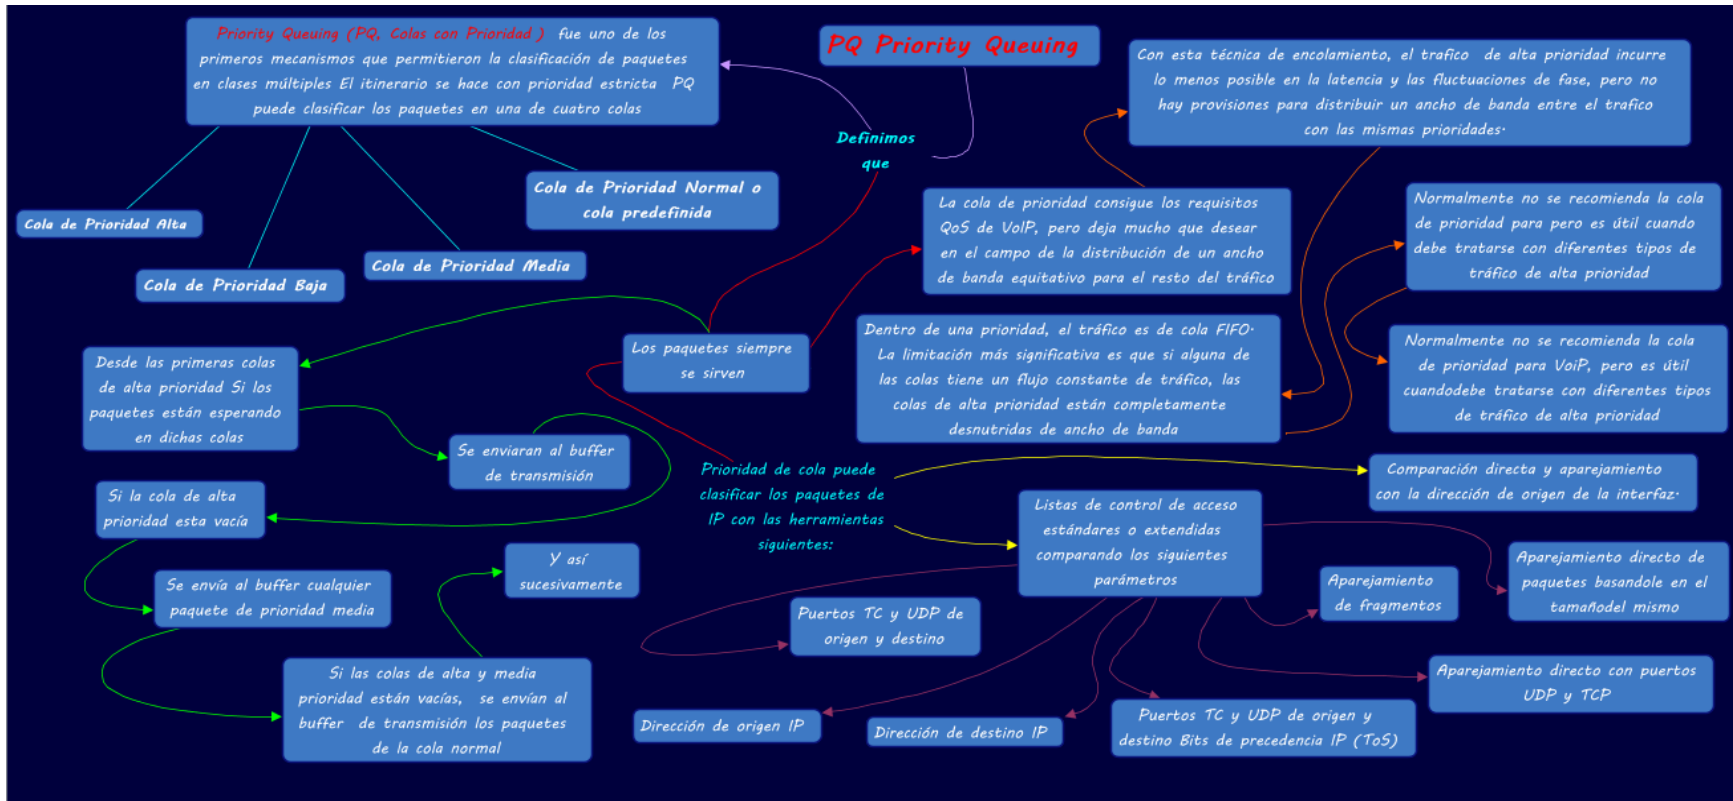 PQ Priority Queuing
Definimos
que
Priority Queuing (PQ, Colas con Prioridad ) fue uno de los
primeros mecanismos que permitieron la clasificación de paquetes
en clases múltiples El itinerario se hace con prioridad estricta PQ
puede clasificar los paquetes en una de cuatro colas
Cola de Prioridad Alta
Cola de Prioridad Baja
Cola de Prioridad Media
Cola de Prioridad Normal o
cola predefinida
Los paquetes siempre
se sirven
Desde las primeras colas
de alta prioridad Si los
paquetes están esperando
en dichas colas
Se enviaran al buffer
de transmisión
Si la cola de alta
prioridad esta vacía
Se envía al buffer cualquier
paquete de prioridad media
Si las colas de alta y media
prioridad están vacías, se envían al
buffer de transmisión los paquetes
de la cola normal
Y así
sucesivamente
La cola de prioridad consigue los requisitos
QoS de VoIP, pero deja mucho que desear
en el campo de la distribución de un ancho
de banda equitativo para el resto del tráfico
Con esta técnica de encolamiento, el trafico de alta prioridad incurre
lo menos posible en la latencia y las fluctuaciones de fase, pero no
hay provisiones para distribuir un ancho de banda entre el trafico
con las mismas prioridades.
Dentro de una prioridad, el tráfico es de cola FIFO.
La limitación más significativa es que si alguna de
las colas tiene un flujo constante de tráfico, las
colas de alta prioridad están completamente
desnutridas de ancho de banda
Normalmente no se recomienda la cola
de prioridad para pero es útil cuando
debe tratarse con diferentes tipos de
tráfico de alta prioridad
Normalmente no se recomienda la cola
de prioridad para VoiP, pero es útil
cuandodebe tratarse con diferentes tipos
de tráfico de alta prioridad
Prioridad de cola puede
clasificar los paquetes de
IP con las herramientas
siguientes:
Comparación directa y aparejamiento
con la dirección de origen de la interfaz.
Listas de control de acceso
estándares o extendidas
comparando los siguientes
parámetros
Puertos TC y UDP de
origen y destino
Dirección de origen IP
Dirección de destino IP
Puertos TC y UDP de origen y
destino Bits de precedencia IP (ToS)
Aparejamiento directo con puertos
UDP y TCP
Aparejamiento
de fragmentos
Aparejamiento directo de
paquetes basandole en el
tamañodel mismo